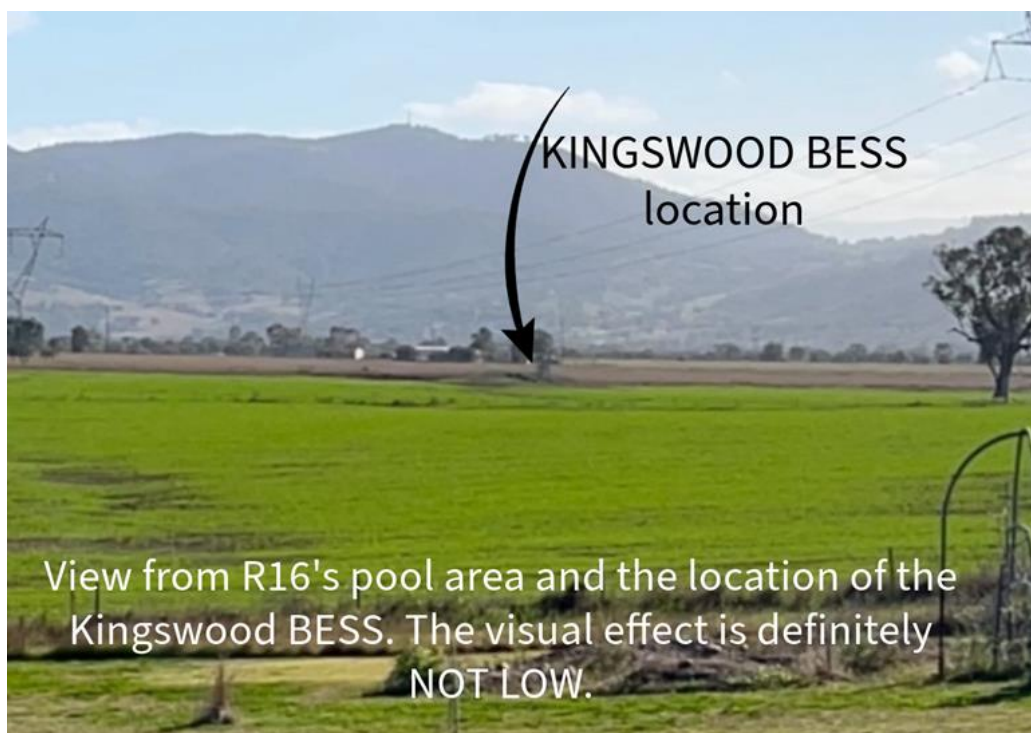 KINGSWOOD BESS
location
View from R16's pool area and the location of the
Kingswood BESS. The visual effect is definitely
NOT LOW.